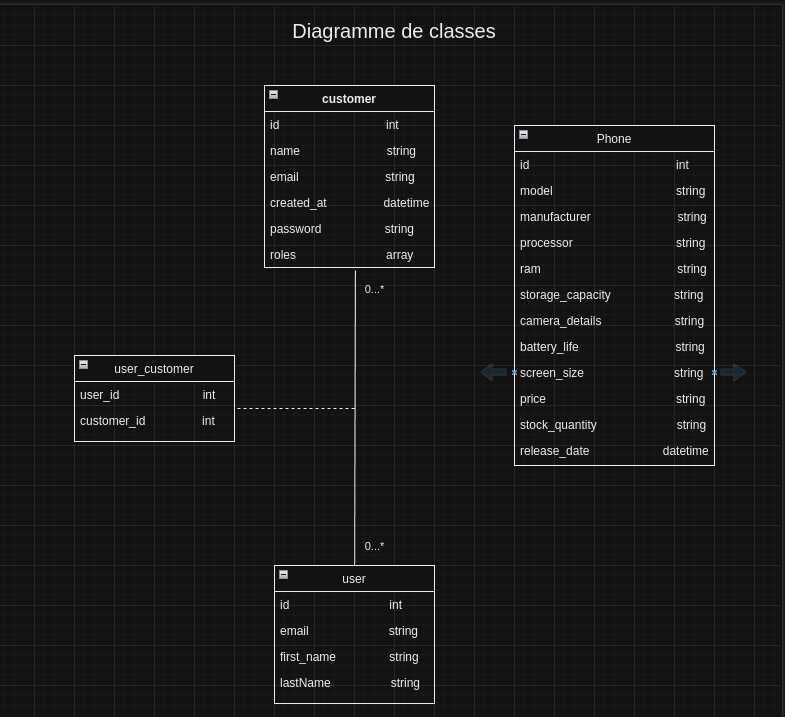 Diagramme de classes
customer
id int
name string
email string
created_at datetime
password string
roles array
0...*
Phone
id int
model string
manufacturer string
processor string
ram string
storage_capacity string
camera_details string
battery_life string
screen_size string
price string
stock_quantity string
release_date datetime
user_customer
user_id int
customer_id int
0...*
user
id int
email string
first_name string
lastName string